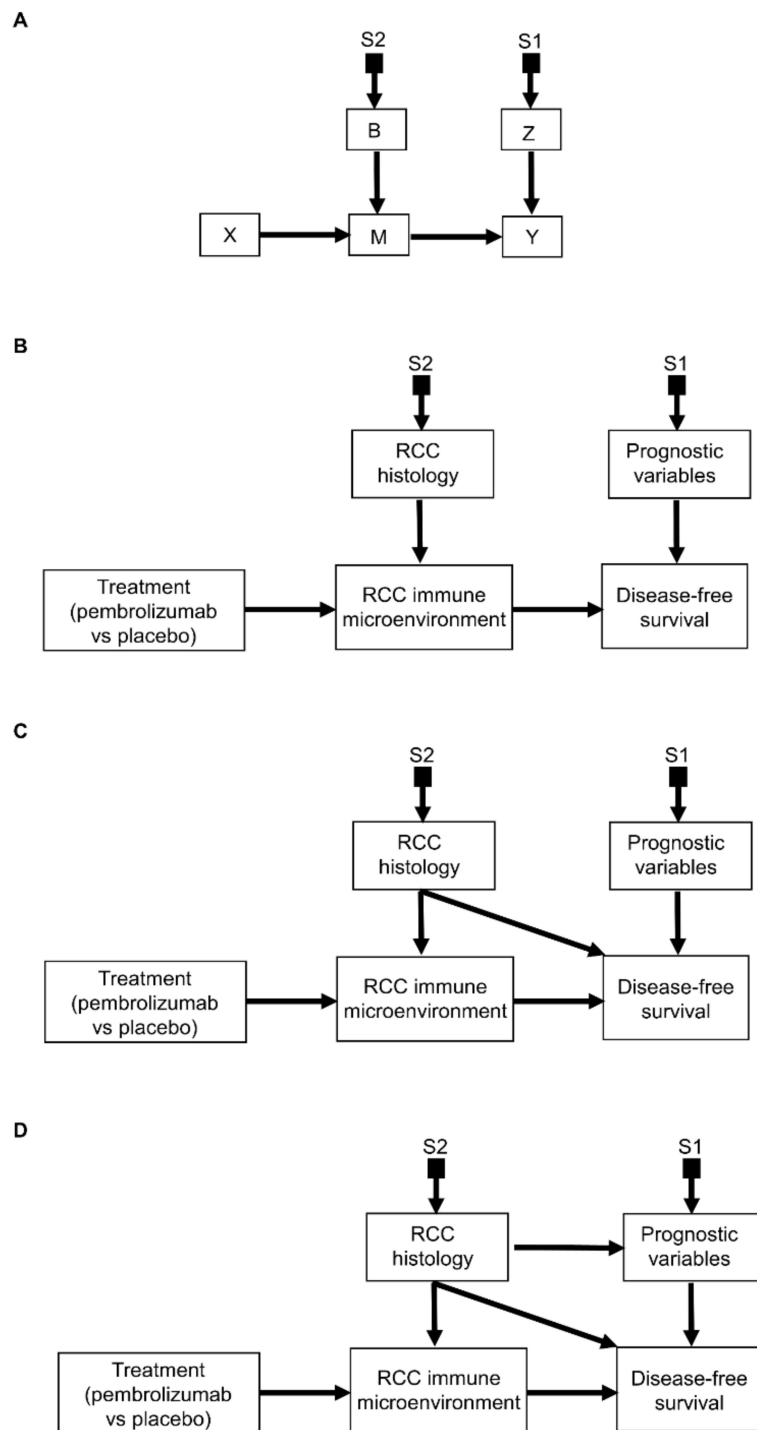 A
S2
S1
B
Z
X
M
Y
B
S2
S1
RCC
histology
Prognostic
variables
Treatment
(pembrolizumab
vs placebo)
RCC immune
microenvironment
Disease-free
survival
C
S2
S1
RCC
histology
Prognostic
variables
Treatment
(pembrolizumab
vs placebo)
RCC immune
microenvironment
Disease-free
survival
D
S2
S1
RCC
histology
Prognostic
variables
Treatment
(pembrolizumab
vs placebo)
RCC immune
microenvironment
Disease-free
survival